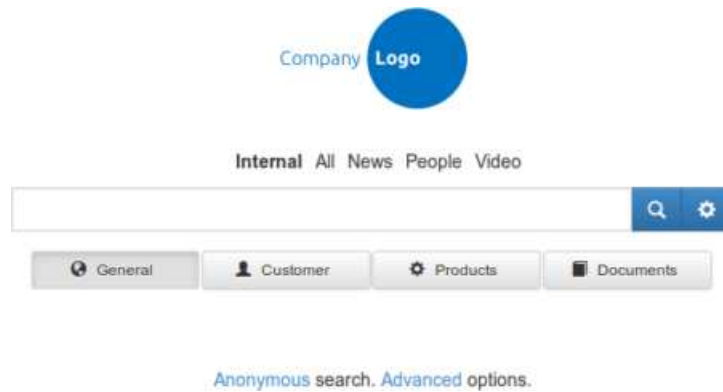 Company Logo
Internal All News People Video
General Customer Products Documents
Anonymous search. Advanced options.